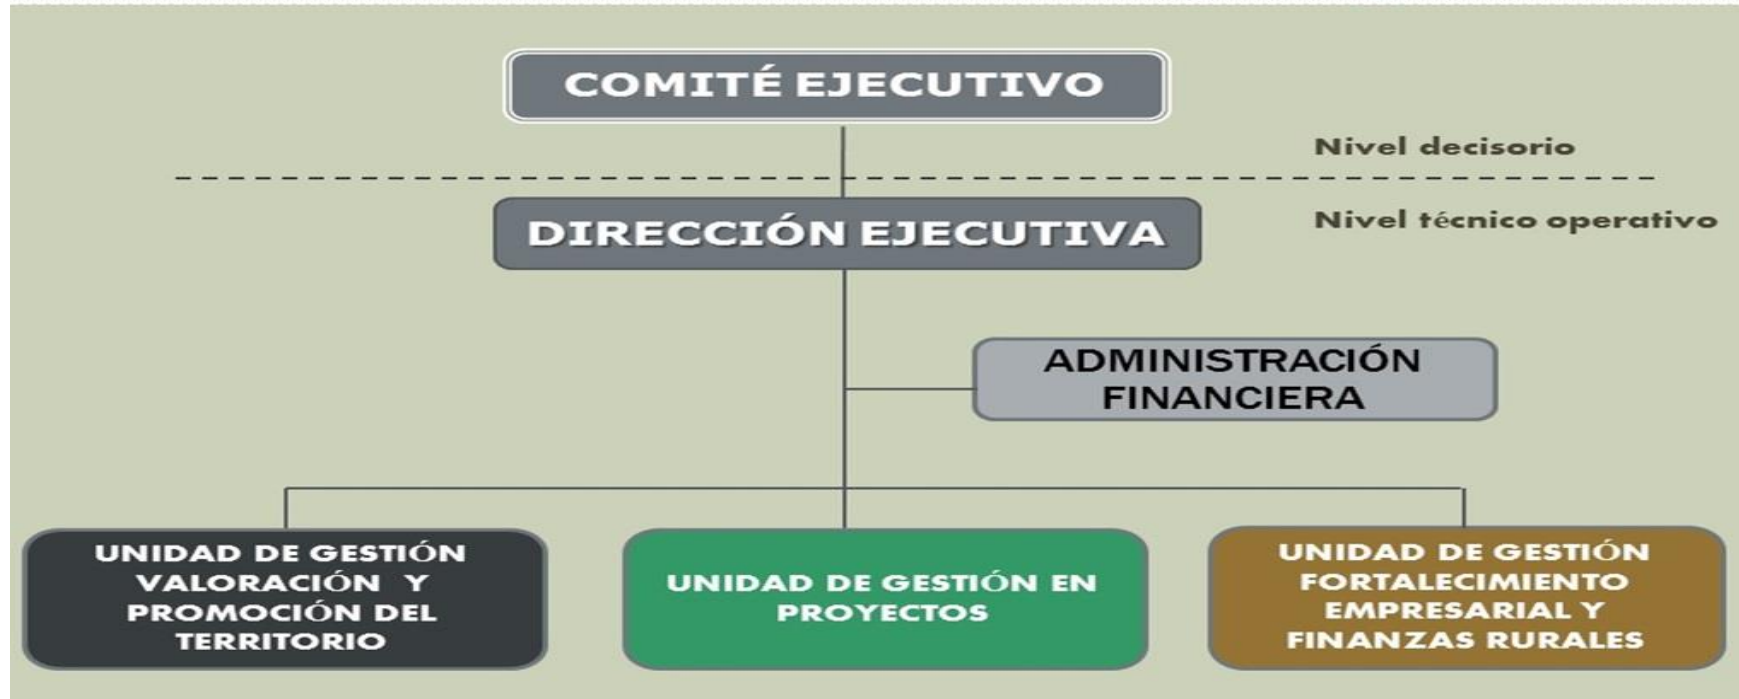 COMITÉ EJECUTIVO
Nivel decisorio
DIRECCIÓN EJECUTIVA
Nivel técnico operativo
ADMINISTRACIÓN
FINANCIERA
UNIDAD DE GESTIÓN
VALORACIÓN Y
PROMOCIÓN DEL
TERRITORIO
UNIDAD DE GESTIÓN EN
PROYECTOS
UNIDAD DE GESTIÓN
FORTALECIMIENTO
EMPRESARIAL Y
FINANZAS RURALES